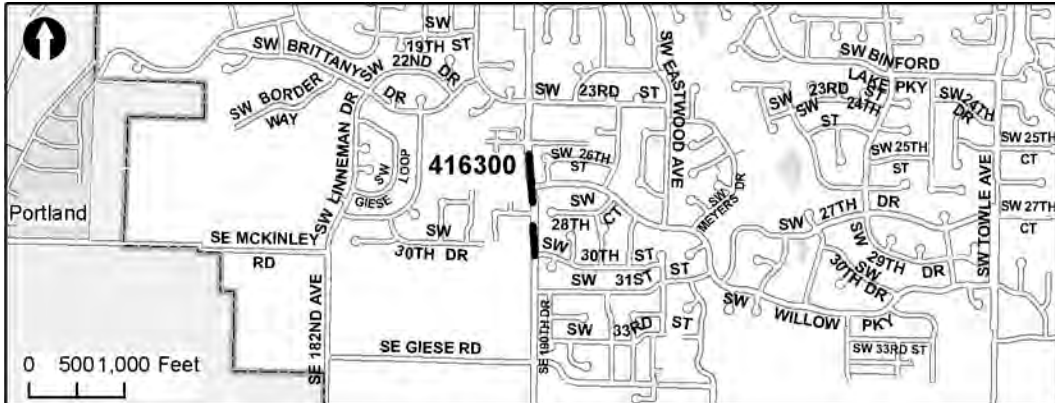 SW BRITTANY DR
19TH ST
SW 22ND DR
SW BORDER WAY
SW LINNEMAN DR
SW GIESE LOOP
416300
SW 23RD ST
SW EASTWOOD AVE
SW BINFORD LAKE PKY
SW 23RD ST
SW 24TH ST
SW 24TH DR
SW 25TH ST
SW 25TH CT
SW 26TH ST
SW 28TH CT
SW MEYERS DR
SW 27TH DR
SW 27TH CT
SW TOWLE AVE
Portland
SE MCKINLEY RD
SW 30TH DR
SW 30TH ST
SW 29TH DR
SW 30TH DR
SW 31ST ST
SW WILLOW PKY
SE 182ND AVE
SE 190TH DR
SW 33RD ST
SW 33RD ST
SE GIESE RD
0 500 1,000 Feet